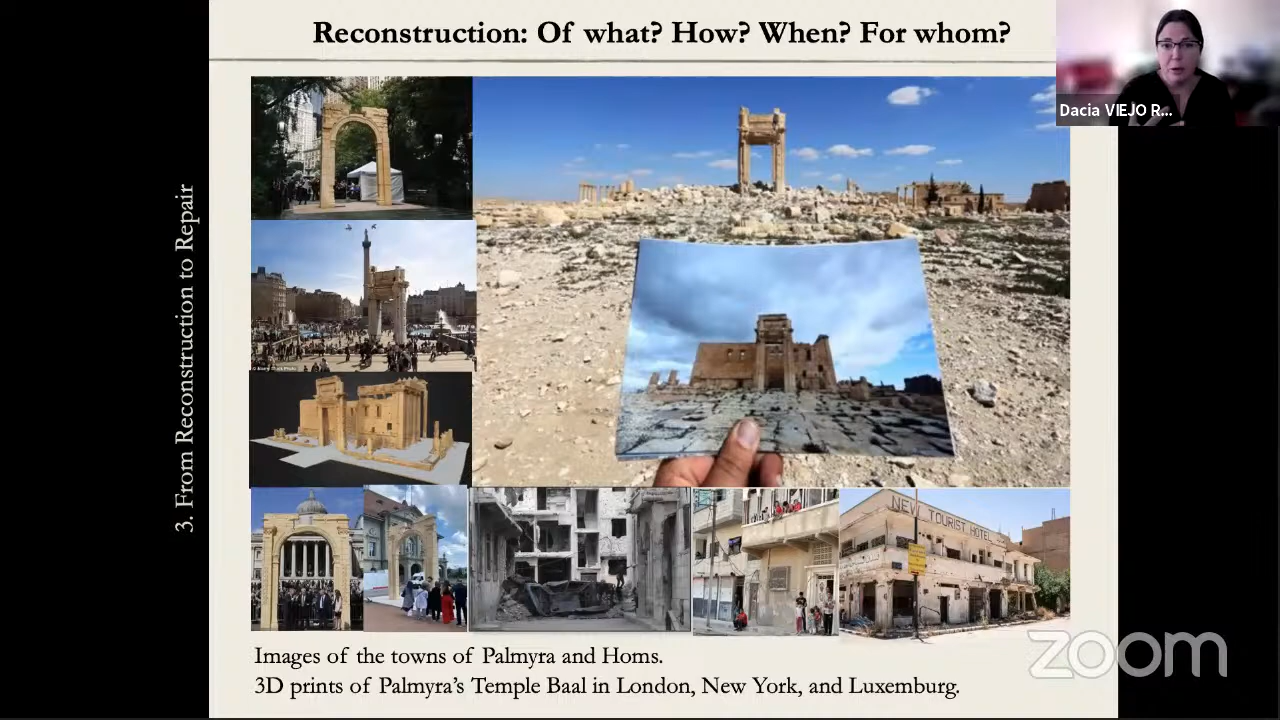 Reconstruction: Of what? How? When? For whom?
Dacia VIEJO R...
3. From Reconstruction to Repair
NEW TOURIST HOTEL
Images of the towns of Palmyra and Homs.
3D prints of Palmyra's Temple Baal in London, New York, and Luxemburg.
zoom